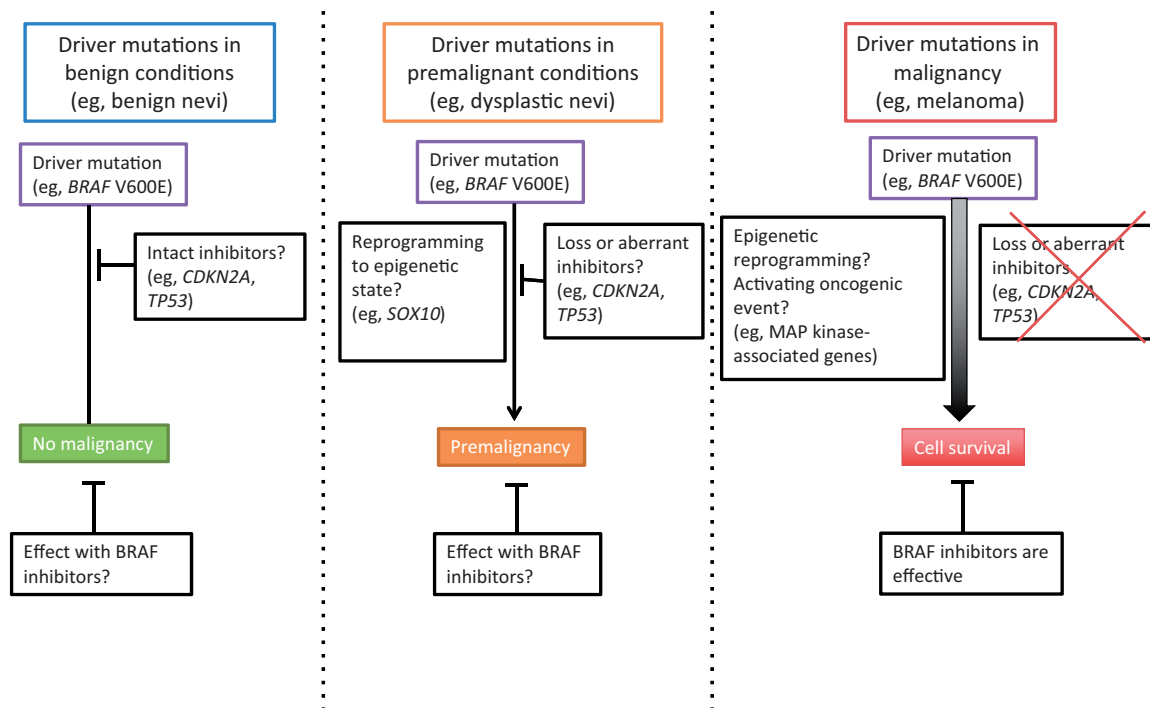 Driver mutations in
benign conditions
(eg, benign nevi)
Driver mutation
(eg, BRAF V600E)
Intact inhibitors?
(eg, CDKN2A,
TP53)
No malignancy
Effect with BRAF
inhibitors?
Driver mutations in
premalignant conditions
(eg, dysplastic nevi)
Driver mutation
(eg, BRAF V600E)
Reprogramming
to epigenetic
state?
(eg, SOX10)
Loss or aberrant
inhibitors?
(eg, CDKN2A,
TP53)
Premalignancy
Effect with BRAF
inhibitors?
Driver mutations in
malignancy
(eg, melanoma)
Driver mutation
(eg, BRAF V600E)
Epigenetic
reprogramming?
Activating oncogenic
event?
(eg, MAP kinase-
associated genes)
Loss or aberrant
inhibitors
(eg, CDKN2A,
TP53)
Cell survival
BRAF inhibitors are
effective